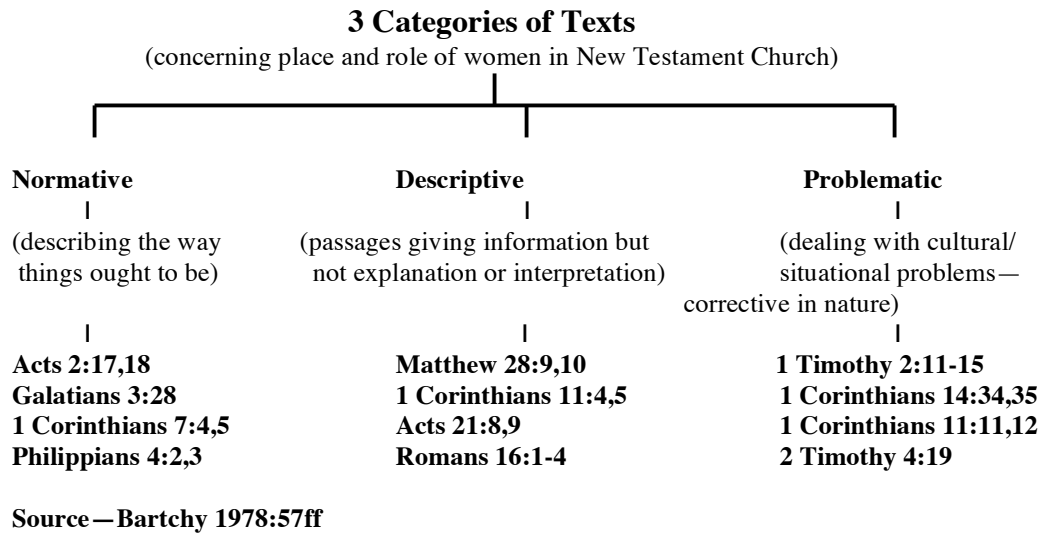 3 Categories of Texts
(concerning place and role of women in New Testament Church)
Normative
(describing the way
things ought to be)
Acts 2:17,18
Galatians 3:28
1 Corinthians 7:4,5
Philippians 4:2,3
Descriptive
(passages giving information but
not explanation or interpretation)
Matthew 28:9,10
1 Corinthians 11:4,5
Acts 21:8,9
Romans 16:1-4
Problematic
(dealing with cultural/
situational problems—
corrective in nature)
1 Timothy 2:11-15
1 Corinthians 14:34,35
1 Corinthians 11:11,12
2 Timothy 4:19
Source—Bartchy 1978:57ff